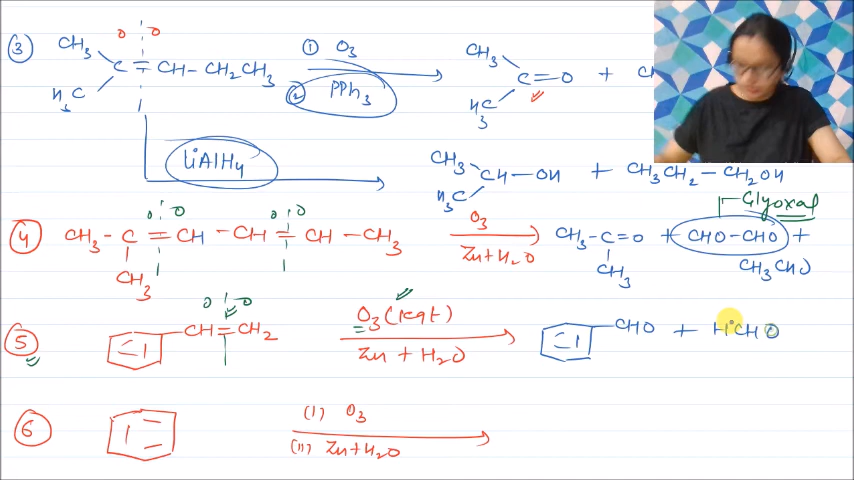 ③ CH3 O O C = CH - CH2CH3 ① O3 CH3 C = O +
H3C ② PPh3 H3C
LiAlH4 CH3 CH - OH + CH3CH2 - CH2OH
H3C Glyoxal
④ CH3 - C = CH - CH = CH - CH3 O3 CH3 - C = O + CHO - CHO +
O O O O Zn + H2O CH3 CH3CHO
CH3
⑤ CH = CH2 O O O3 (1eqt) CHO + HCHO
Zn + H2O
⑥ (i) O3
(ii) Zn + H2O